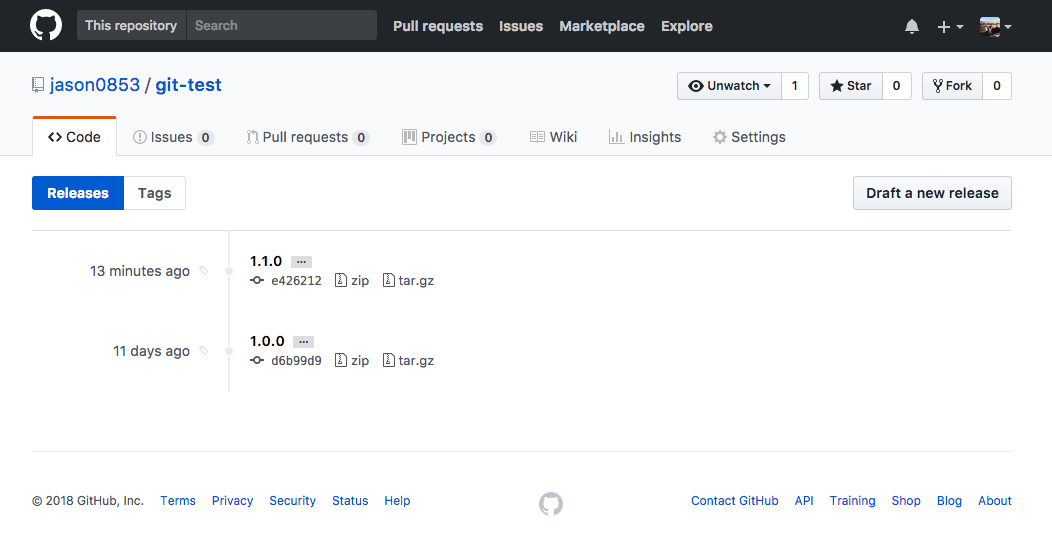 This repository Search Pull requests Issues Marketplace Explore
jason0853 / git-test Unwatch 1 Star 0 Fork 0
Code Issues 0 Pull requests 0 Projects 0 Wiki Insights Settings
Releases Tags Draft a new release
1.1.0 ...
13 minutes ago
e426212 zip tar.gz
1.0.0 ...
11 days ago
d6b99d9 zip tar.gz
© 2018 GitHub, Inc. Terms Privacy Security Status Help Contact GitHub API Training Shop Blog About